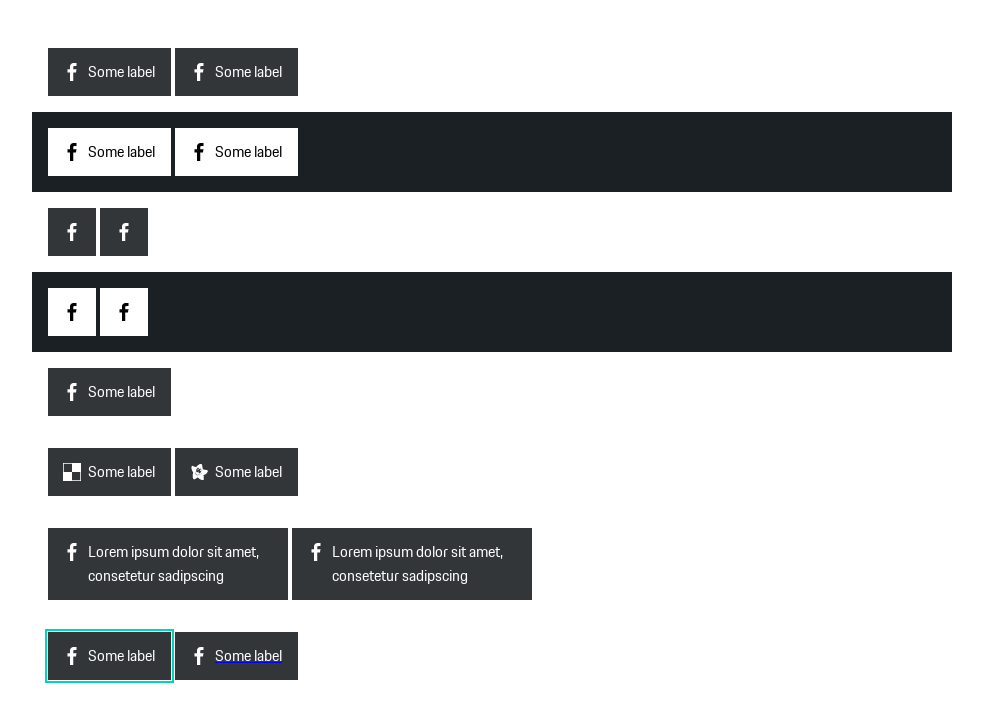 Some label Some label
Some label Some label
Some label
Some label Some label
Lorem ipsum dolor sit amet, Lorem ipsum dolor sit amet,
consetetur sadipscing consetetur sadipscing
Some label Some label